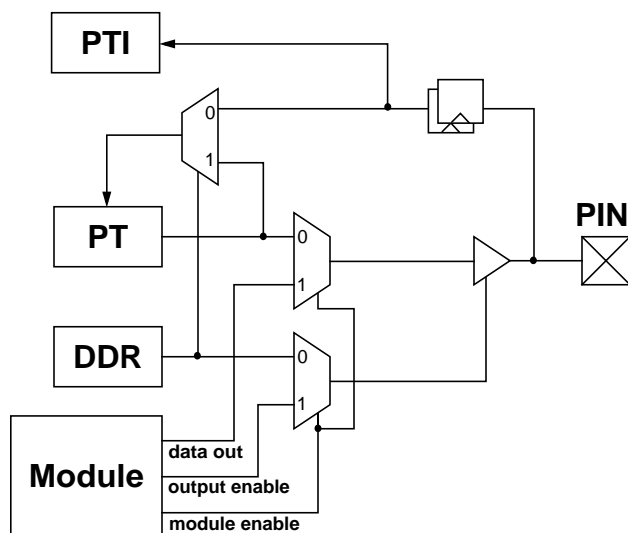 PTI
0
1
PT
PIN
0
1
DDR
0
1
Module
data out
output enable
module enable